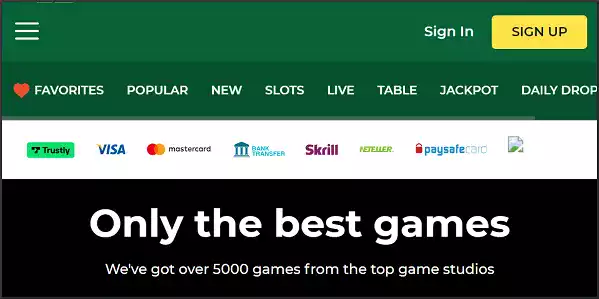 Sign In SIGN UP
FAVORITES POPULAR NEW SLOTS LIVE TABLE JACKPOT DAILY DROP
Trustly VISA mastercard BANK TRANSFER Skrill NETELLER paysafecard
Only the best games
We've got over 5000 games from the top game studios